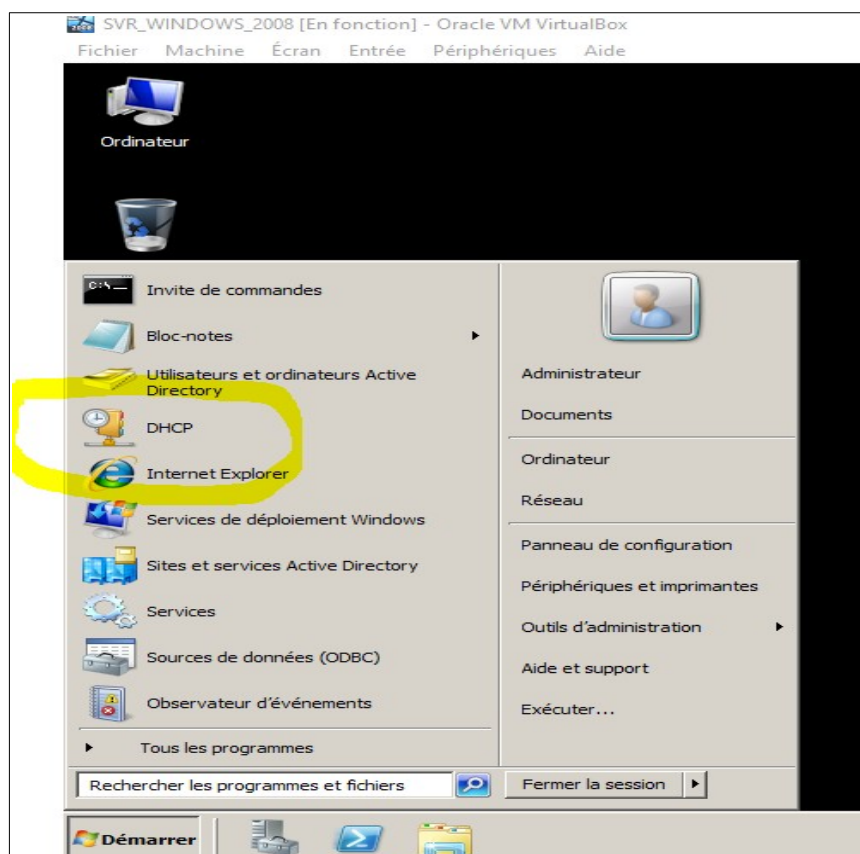 SVR_WINDOWS_2008 [En fonction] - Oracle VM VirtualBox
Fichier Machine Écran Entrée Périphériques Aide
Ordinateur
Invite de commandes
Bloc-notes
Utilisateurs et ordinateurs Active
Directory
DHCP
Internet Explorer
Services de déploiement Windows
Sites et services Active Directory
Services
Sources de données (ODBC)
Observateur d'événements
Tous les programmes
Rechercher les programmes et fichiers
Administrateur
Documents
Ordinateur
Réseau
Panneau de configuration
Périphériques et imprimantes
Outils d'administration
Aide et support
Exécuter...
Fermer la session
Démarrer